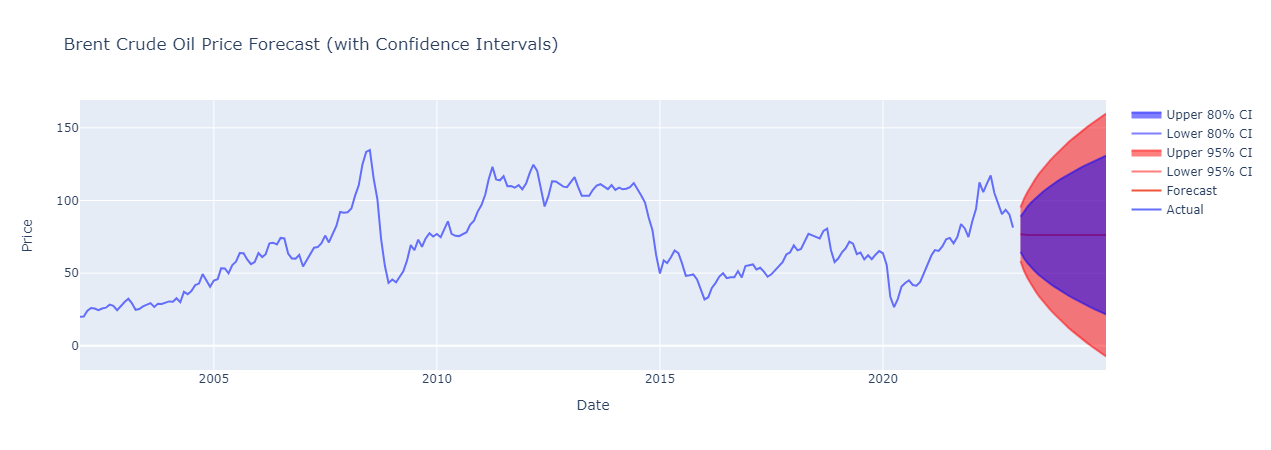 Brent Crude Oil Price Forecast (with Confidence Intervals)
Upper 80% CI
Lower 80% CI
Upper 95% CI
Lower 95% CI
Forecast
Actual
Price
150
100
50
0
2005
2010
2015
2020
Date